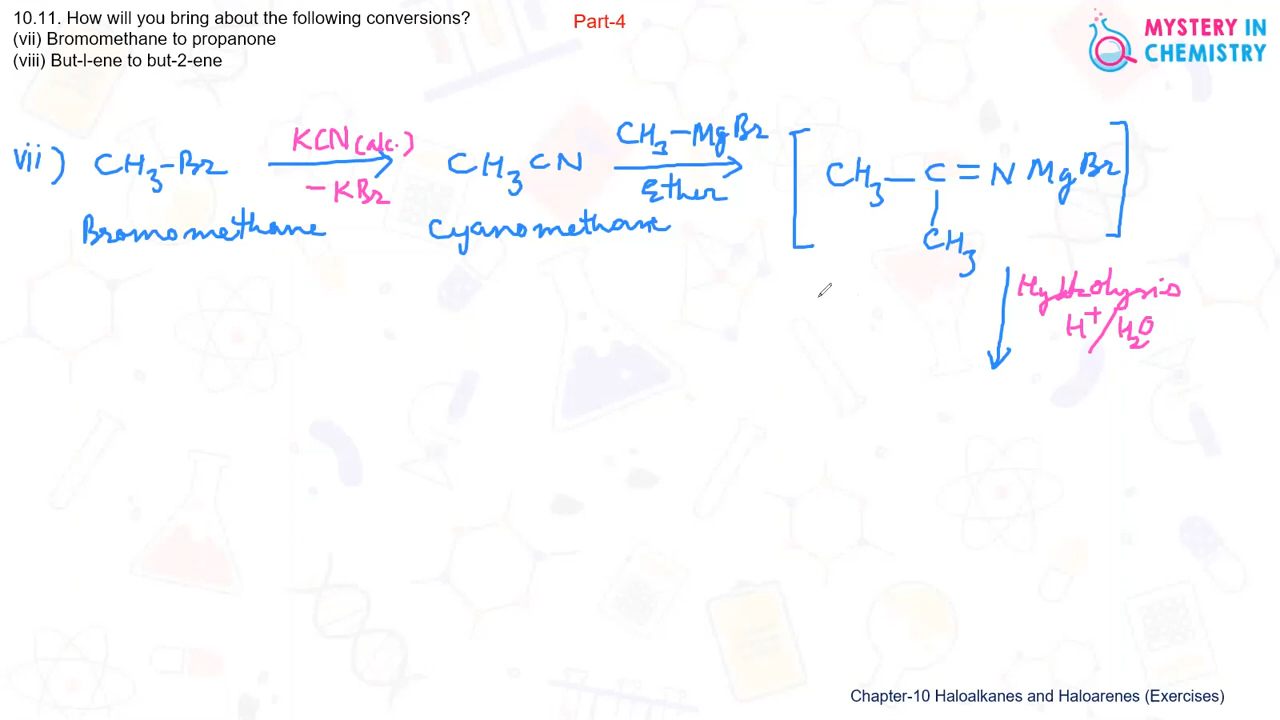 10.11. How will you bring about the following conversions?
Part-4
(vii) Bromomethane to propanone
(viii) But-l-ene to but-2-ene
MYSTERY IN
CHEMISTRY
vii) CH3-Br KCN(alc.) -KBr CH3CN CH3-MgBr Ether [CH3-C=NMgBr]
CH3
Bromomethane Cyanomethane
Hydrolysis
H+/H2O
Chapter-10 Haloalkanes and Haloarenes (Exercises)